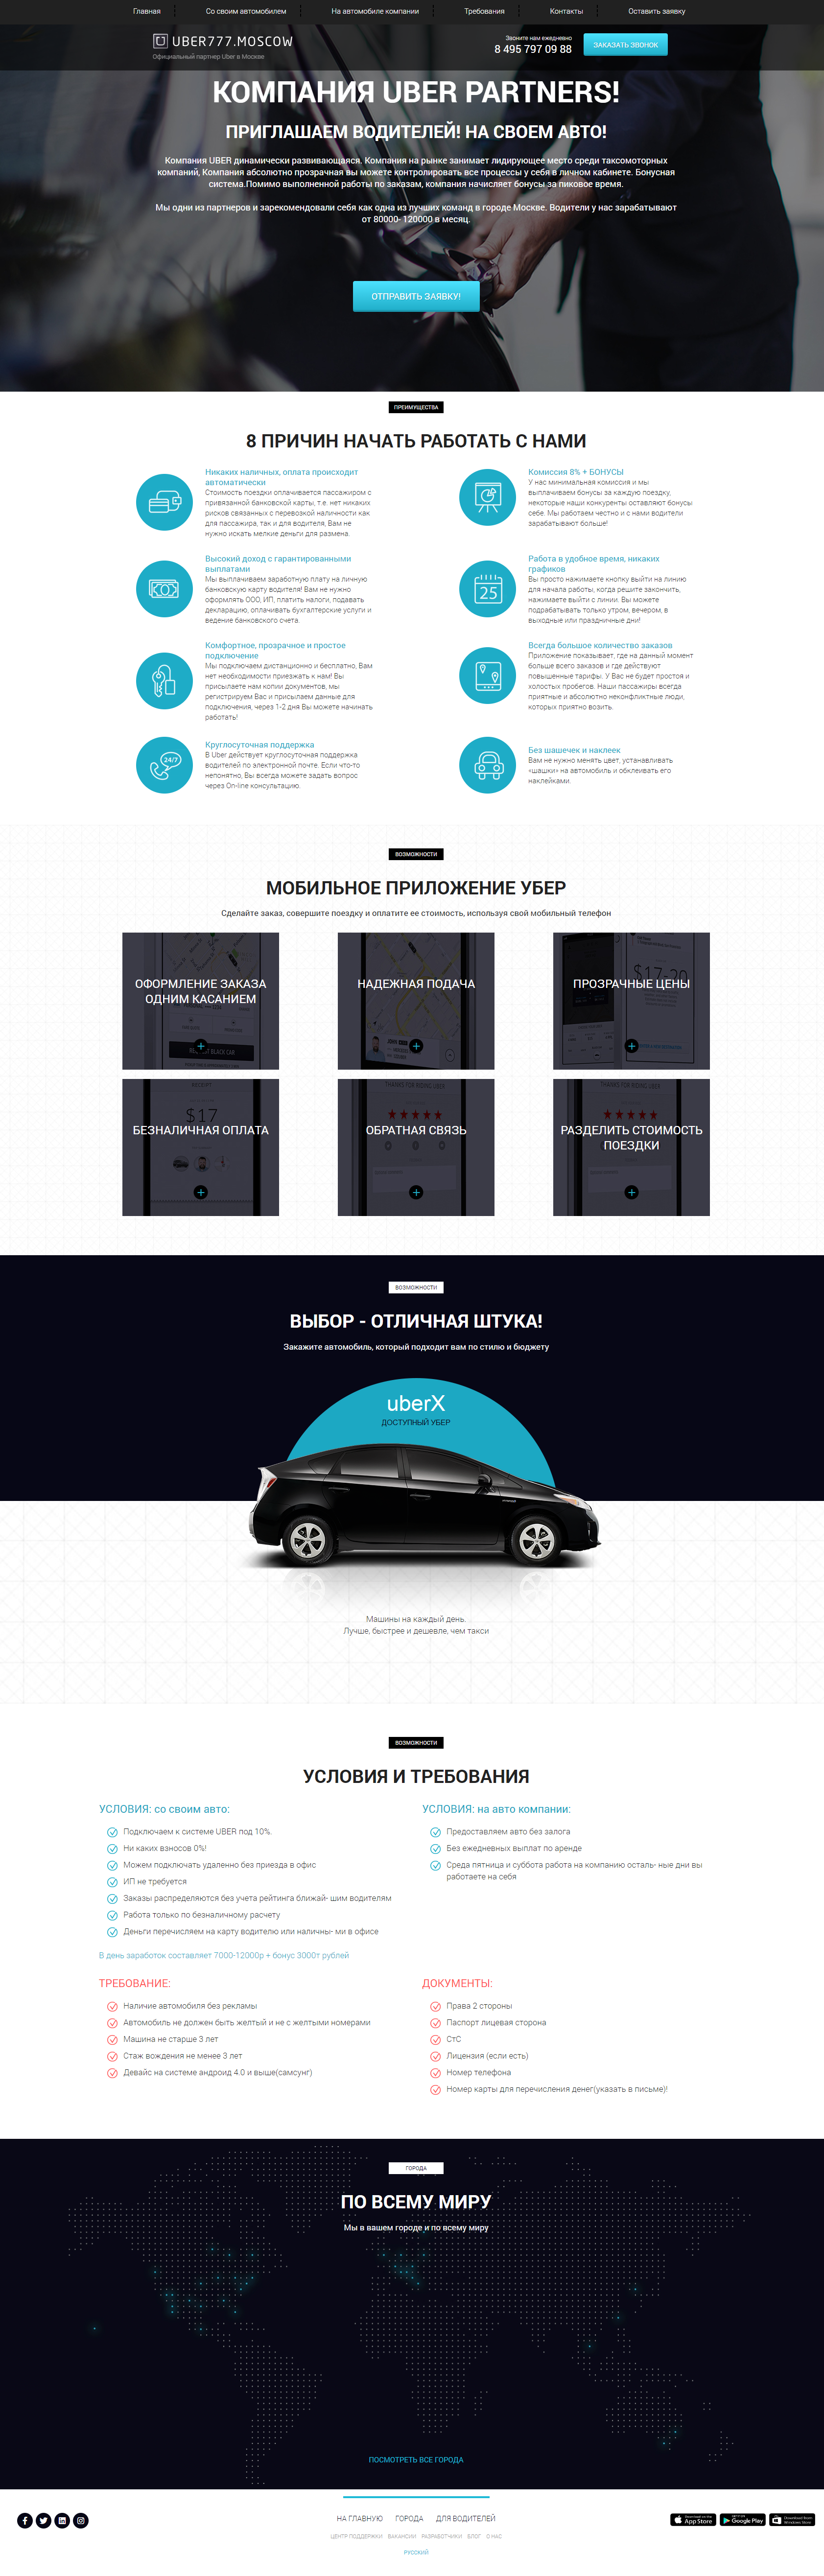 Главная
Со своим автомобилем
На автомобиле компании
Требования
Контакты
Оставить заявку
UBER777.MOSCOW
Официальный партнер Uber в Москве
Звоните нам ежедневно
8 495 797 09 88
ЗАКАЗАТЬ ЗВОНОК
КОМПАНИЯ UBER PARTNERS!
ПРИГЛАШАЕМ ВОДИТЕЛЕЙ! НА СВОЕМ АВТО!
Компания UBER динамически развивающаяся. Компания на рынке занимает лидирующее место среди таксомоторных
компаний, Компания абсолютно прозрачная вы можете контролировать все процессы у себя в личном кабинете. Бонусная
система.Помимо выполненной работы по заказам, компания начисляет бонусы за пиковое время.
Мы одни из партнеров и зарекомендовали себя как одна из лучших команд в городе Москве. Водители у нас зарабатывают
от 80000- 120000 в месяц.
ОТПРАВИТЬ ЗАЯВКУ!
ПРЕИМУЩЕСТВА
8 ПРИЧИН НАЧАТЬ РАБОТАТЬ С НАМИ
Никаких наличных, оплата происходит
автоматически
Стоимость поездки оплачивается пассажиром с
привязанной банковской карты, т.е. нет никаких
рисков связанных с перевозкой наличности как
для пассажира, так и для водителя, Вам не
нужно искать мелкие деньги для размена.
Комиссия 8% + БОНУСЫ
У нас минимальная комиссия и мы
выплачиваем бонусы за каждую поездку,
некоторые наши конкуренты оставляют бонусы
себе. Мы работаем честно и с нами водители
зарабатывают больше!
Высокий доход с гарантированными
выплатами
Мы выплачиваем заработную плату на личную
банковскую карту водителя! Вам не нужно
оформлять ООО, ИП, платить налоги, подавать
декларацию, оплачивать бухгалтерские услуги и
ведение банковского счета.
25
Работа в удобное время, никаких
графиков
Вы просто нажимаете кнопку выйти на линию
для начала работы, когда решите закончить,
нажимаете выйти с линии. Вы можете
подрабатывать только утром, вечером, в
выходные или праздничные дни!
Комфортное, прозрачное и простое
подключение
Мы подключаем дистанционно и бесплатно, Вам
нет необходимости приезжать к нам! Вы
присылаете нам копии документов, мы
регистрируем Вас и присылаем данные для
подключения, через 1-2 дня Вы можете начинать
работать!
Всегда большое количество заказов
Приложение показывает, где на данный момент
больше всего заказов и где действуют
повышенные тарифы. У Вас не будет простоя и
холостых пробегов. Наши пассажиры всегда
приятные и абсолютно неконфликтные люди,
которых приятно возить.
24/7
Круглосуточная поддержка
В Uber действует круглосуточная поддержка
водителей по электронной почте. Если что-то
непонятно, Вы всегда можете задать вопрос
через On-line консультацию.
Без шашечек и наклеек
Вам не нужно менять цвет, устанавливать
«шашки» на автомобиль и обклеивать его
наклейками.
ВОЗМОЖНОСТИ
МОБИЛЬНОЕ ПРИЛОЖЕНИЕ УБЕР
Сделайте заказ, совершите поездку и оплатите ее стоимость, используя свой мобильный телефон
ОФОРМЛЕНИЕ ЗАКАЗА
ОДНИМ КАСАНИЕМ
НАДЕЖНАЯ ПОДАЧА
$17-20
ПРОЗРАЧНЫЕ ЦЕНЫ
RECEIPT
$17
БЕЗНАЛИЧНАЯ ОПЛАТА
THANKS FOR RIDING UBER
ОБРАТНАЯ СВЯЗЬ
THANKS FOR RIDING UBER
РАЗДЕЛИТЬ СТОИМОСТЬ
ПОЕЗДКИ
ВОЗМОЖНОСТИ
ВЫБОР - ОТЛИЧНАЯ ШТУКА!
Закажите автомобиль, который подходит вам по стилю и бюджету
uberX
ДОСТУПНЫЙ УБЕР
Машины на каждый день.
Лучше, быстрее и дешевле, чем такси
ВОЗМОЖНОСТИ
УСЛОВИЯ И ТРЕБОВАНИЯ
УСЛОВИЯ: со своим авто:
Подключаем к системе UBER под 10%.
Ни каких взносов 0%!
Можем подключать удаленно без приезда в офис
ИП не требуется
Заказы распределяются без учета рейтинга ближай- шим водителям
Работа только по безналичному расчету
Деньги перечисляем на карту водителю или наличны- ми в офисе
В день заработок составляет 7000-12000р + бонус 3000т рублей
УСЛОВИЯ: на авто компании:
Предоставляем авто без залога
Без ежедневных выплат по аренде
Среда пятница и суббота работа на компанию осталь- ные дни вы
работаете на себя
ТРЕБОВАНИЕ:
Наличие автомобиля без рекламы
Автомобиль не должен быть желтый и не с желтыми номерами
Машина не старше 3 лет
Стаж вождения не менее 3 лет
Девайс на системе андроид 4.0 и выше(самсунг)
ДОКУМЕНТЫ:
Права 2 стороны
Паспорт лицевая сторона
СтС
Лицензия (если есть)
Номер телефона
Номер карты для перечисления денег(указать в письме)!
ГОРОДА
ПО ВСЕМУ МИРУ
Мы в вашем городе и по всему миру
ПОСМОТРЕТЬ ВСЕ ГОРОДА
НА ГЛАВНУЮ
ГОРОДА
ДЛЯ ВОДИТЕЛЕЙ
ЦЕНТР ПОДДЕРЖКИ
ВАКАНСИИ
РАЗРАБОТЧИКИ
БЛОГ
О НАС
РУССКИЙ
App Store
Google Play
Windows Store